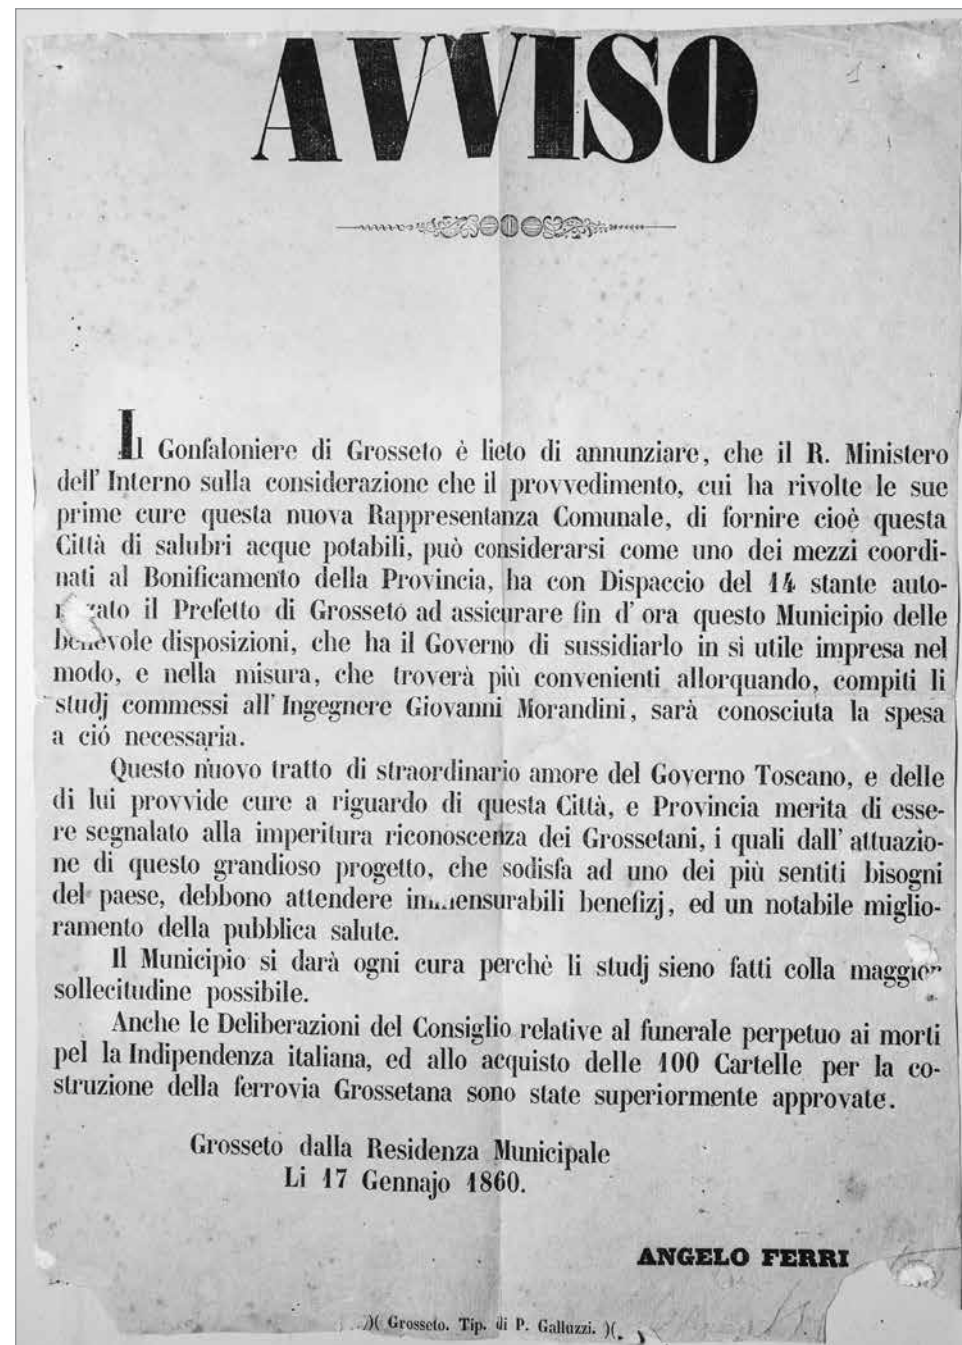 AVVISO
Il Gonfaloniere di Grosseto è lieto di annunziare, che il R. Ministero
dell' Interno sulla considerazione che il provvedimento, cui ha rivolte le sue
prime cure questa nuova Rappresentanza Comunale, di fornire cioè questa
Città di salubri acque potabili, può considerarsi come uno dei mezzi coordi-
nati al Bonificamento della Provincia, ha con Dispaccio del 14 stante auto-
il Prefetto di Grosseto ad assicurare fin d' ora questo Municipio delle
benevole disposizioni, che ha il Governo di sussidiarlo in sì utile impresa nel
modo, e nella misura, che troverà più convenienti allorquando, compiti li
studj commessi all' Ingegnere Giovanni Morandini, sarà conosciuta la spesa
a ció necessaria.
Questo nuovo tratto di straordinario amore del Governo Toscano, e delle
di lui provvide cure a riguardo di questa Città, e Provincia merita di esse-
re segnalato alla imperitura riconoscenza dei Grossetani, i quali dall' attuazio-
ne di questo grandioso progetto, che sodisfa ad uno dei più sentiti bisogni
del paese, debbono attendere immensurabili benefizj, ed un notabile miglio-
ramento della pubblica salute.
Il Municipio si darà ogni cura perchè li studj sieno fatti colla maggior
sollecitudine possibile.
Anche le Deliberazioni del Consiglio relative al funerale perpetuo ai morti
pel la Indipendenza italiana, ed allo acquisto delle 100 Cartelle per la co-
struzione della ferrovia Grossetana sono state superiormente approvate.
Grosseto dalla Residenza Municipale
Li 17 Gennajo 1860.
ANGELO FERRI
)( Grosseto. Tip. di P. Galluzzi. )(